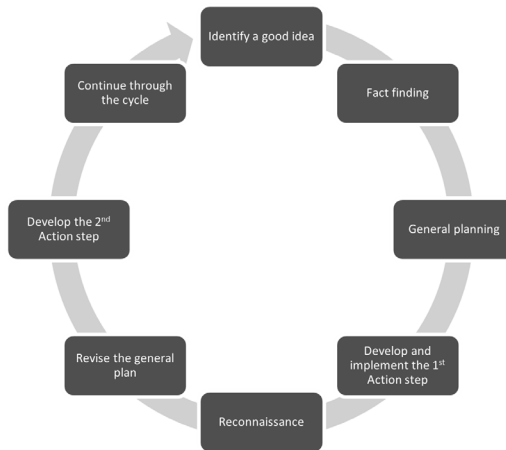 Identify a good idea
Fact finding
General planning
Develop and
implement the 1st
Action step
Reconnaissance
Revise the general
plan
Develop the 2nd
Action step
Continue through
the cycle